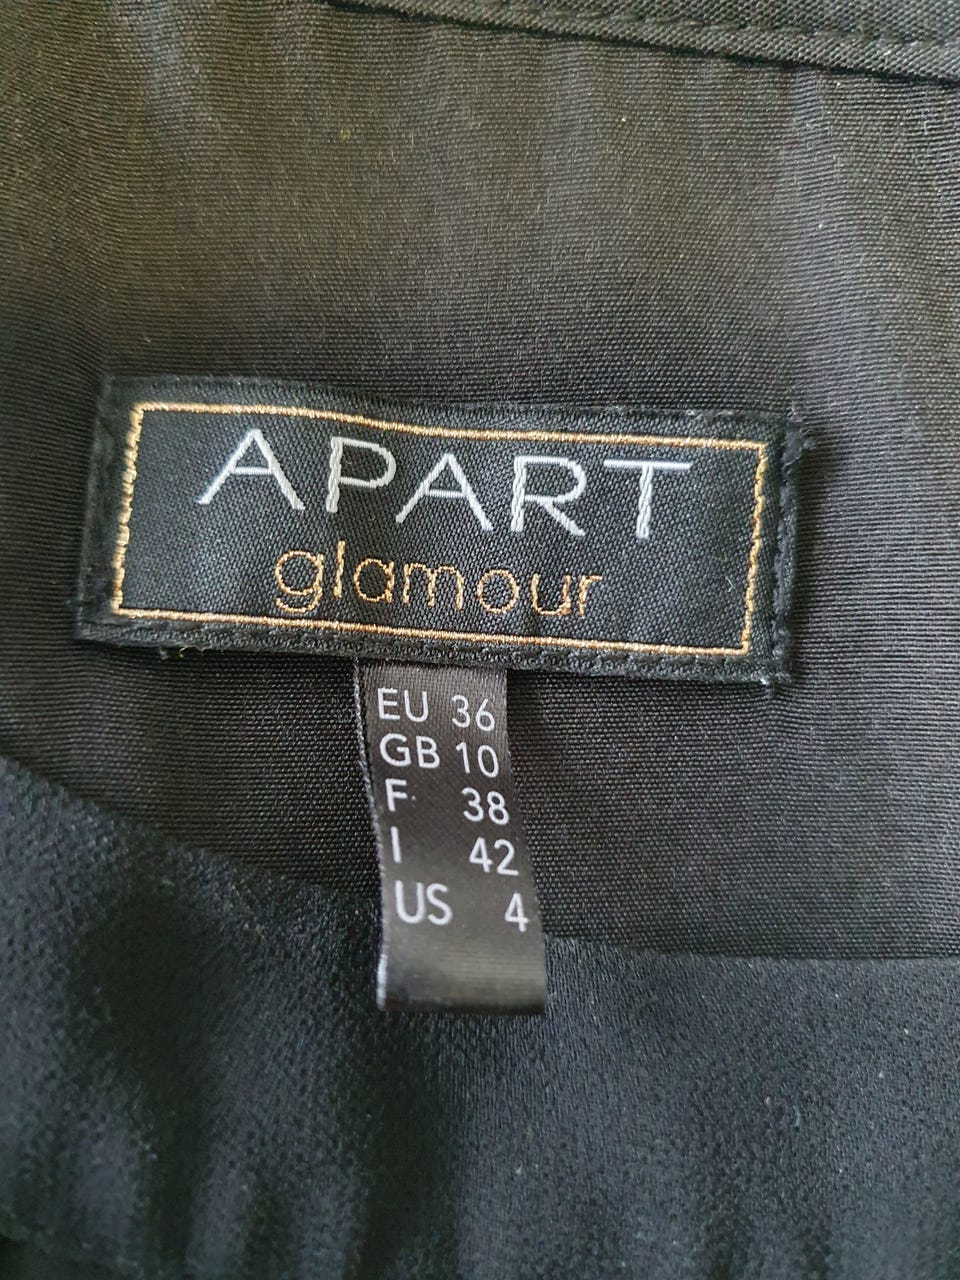 APART
glamour
EU 36
GB 10
F 38
I 42
US 4